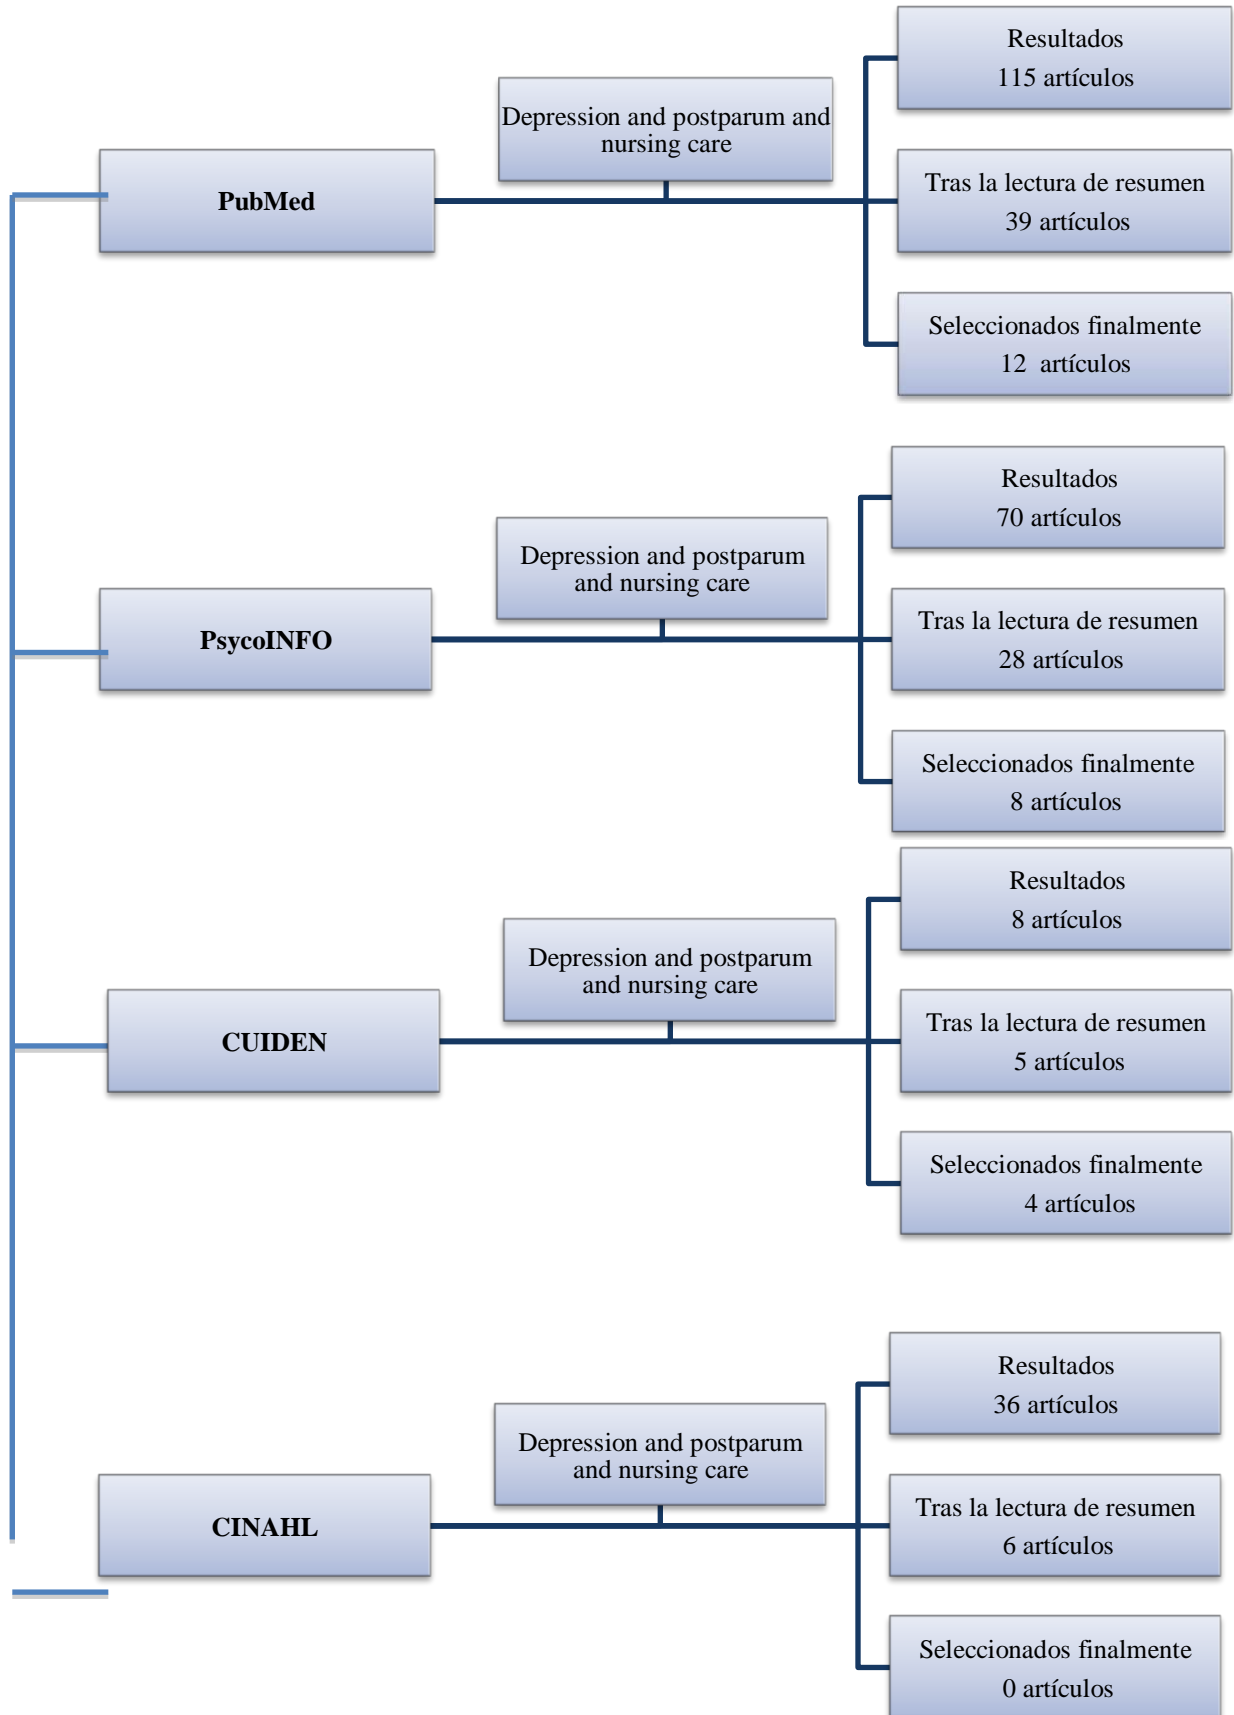 PubMed
Depression and postparum and
nursing care
Resultados
115 artículos
Tras la lectura de resumen
39 artículos
Seleccionados finalmente
12 artículos
PsycoINFO
Depression and postparum
and nursing care
Resultados
70 artículos
Tras la lectura de resumen
28 artículos
Seleccionados finalmente
8 artículos
CUIDEN
Depression and postparum
and nursing care
Resultados
8 artículos
Tras la lectura de resumen
5 artículos
Seleccionados finalmente
4 artículos
CINAHL
Depression and postparum
and nursing care
Resultados
36 artículos
Tras la lectura de resumen
6 artículos
Seleccionados finalmente
0 artículos